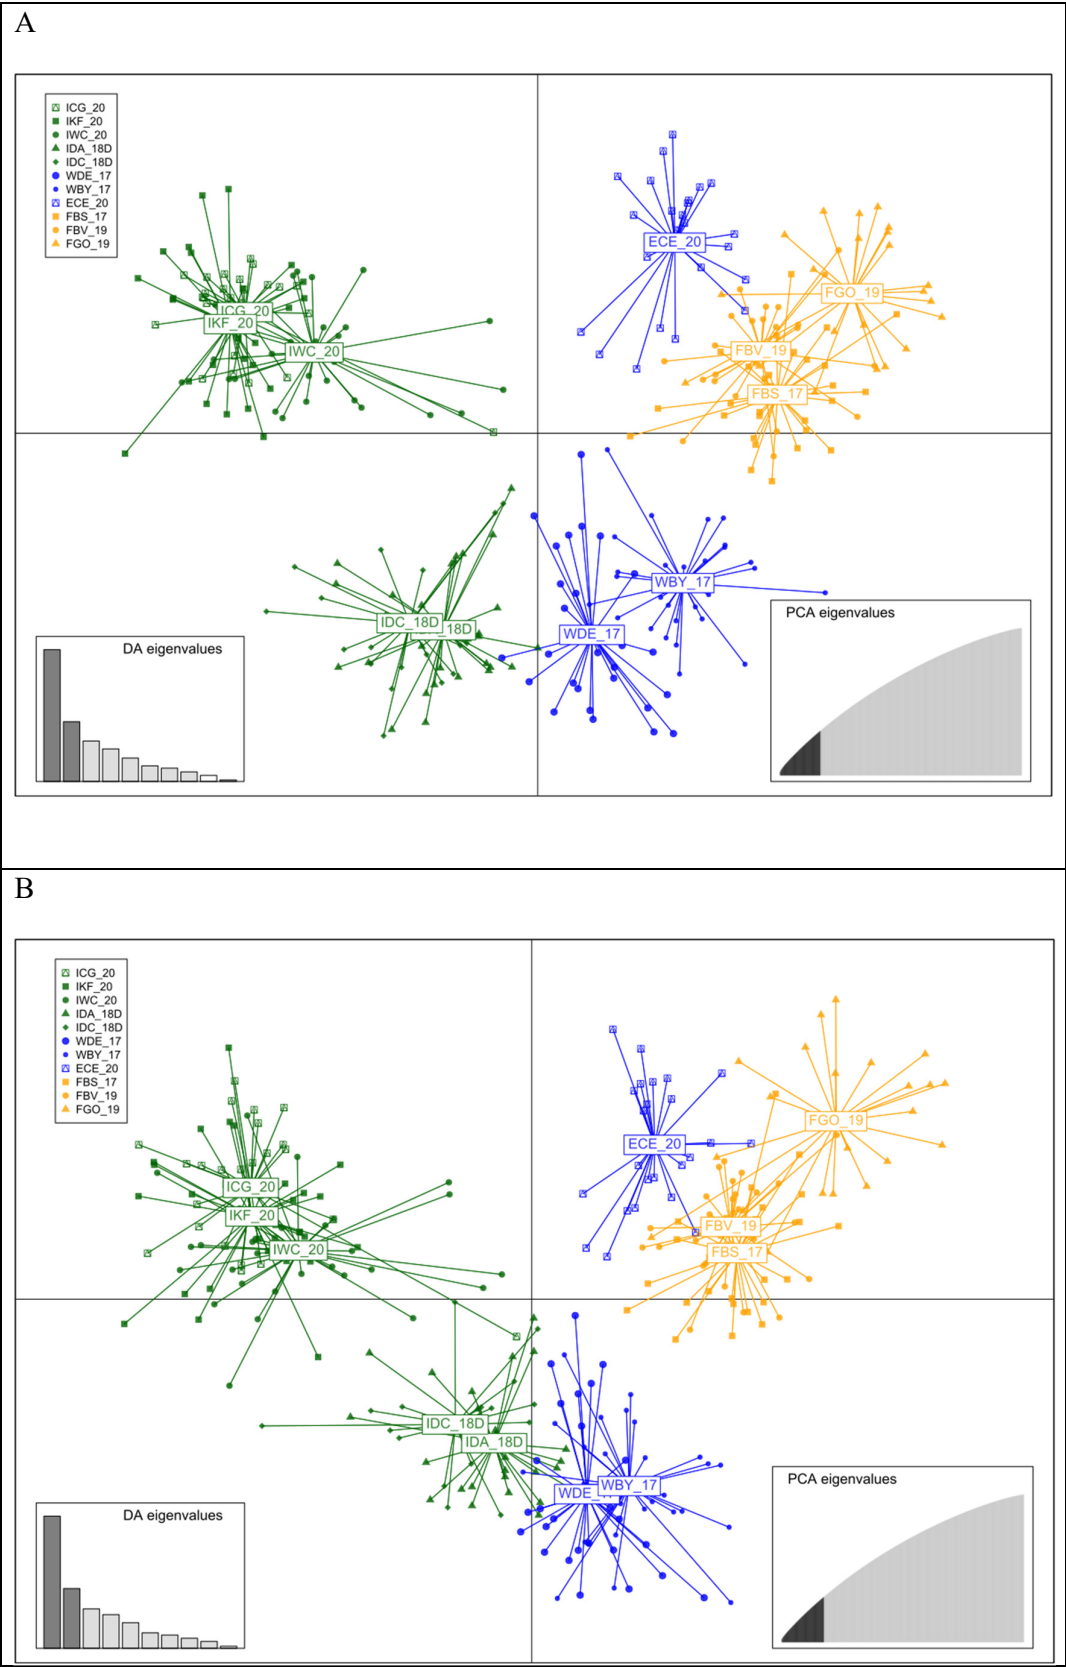 A
ICG_20
IKF_20
IWC_20
IDA_18D
IDC_18D
WDE_17
WBY_17
ECE_20
FBS_17
FBV_19
FGO_19
ECE_20
FGO_19
ICG_20
IKF_20
IWC_20
FBV_19
FBS_17
WBY_17
IDC_18D
_18D
WDE_17
DA eigenvalues
PCA eigenvalues
B
ICG_20
IKF_20
IWC_20
IDA_18D
IDC_18D
WDE_17
WBY_17
ECE_20
FBS_17
FBV_19
FGO_19
FGO_19
ECE_20
ICG_20
IKF_20
FBV_19
IWC_20
FBS_17
IDC_18D
IDA_18D
WBY_17
WDE_
DA eigenvalues
PCA eigenvalues